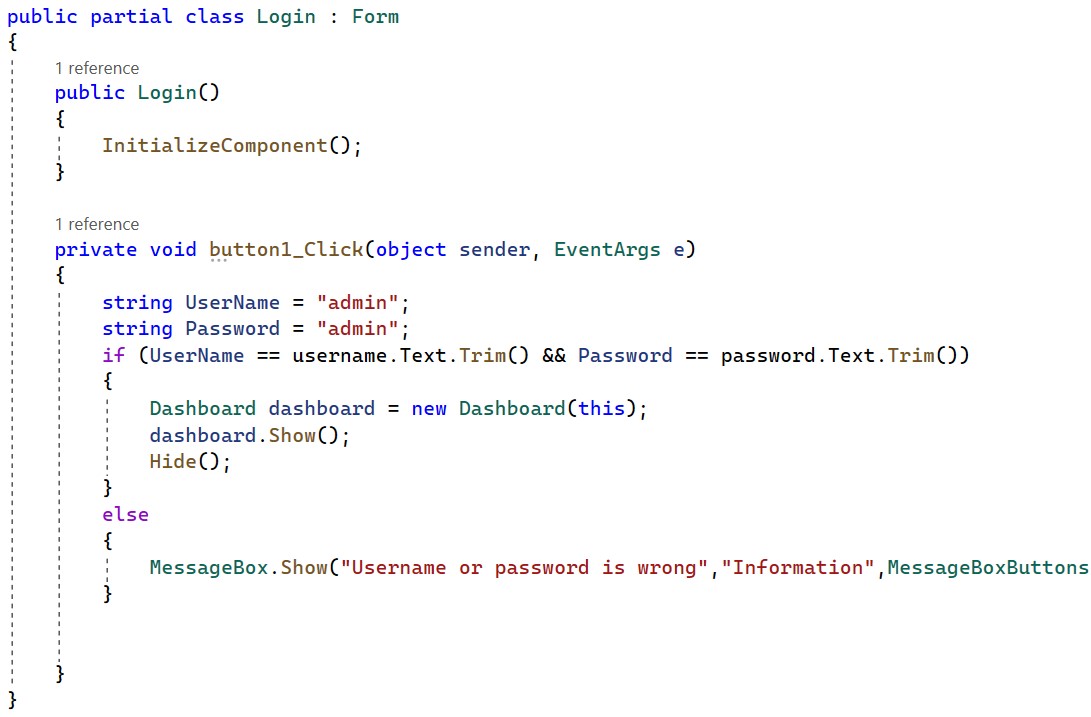 public partial class Login : Form
{
1 reference
public Login()
{
InitializeComponent();
}
1 reference
private void button1_Click(object sender, EventArgs e)
{
string UserName = "admin";
string Password = "admin";
if (UserName == username.Text.Trim() && Password == password.Text.Trim())
{
Dashboard dashboard = new Dashboard(this);
dashboard.Show();
Hide();
}
else
{
MessageBox.Show("Username or password is wrong","Information",MessageBoxButtons
}
}
}